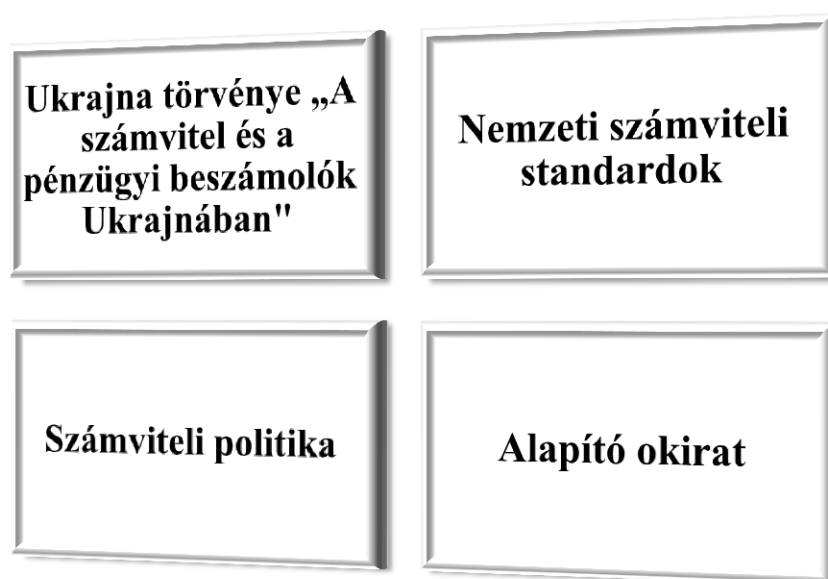 Ukrajna törvénye „A
számvitel és a
pénzügyi beszámolók
Ukrajnában"
Nemzeti számviteli
standardok
Számviteli politika
Alapító okirat